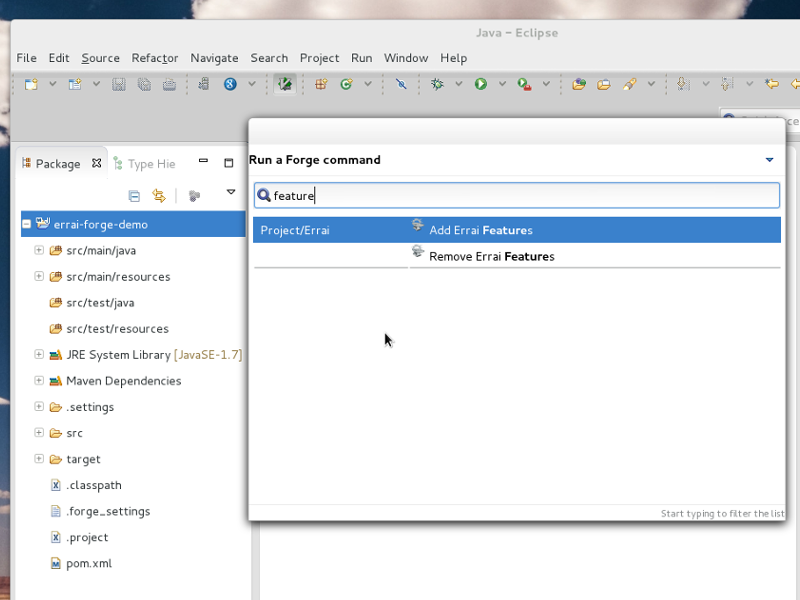 Java - Eclipse
File Edit Source Refactor Navigate Search Project Run Window Help
Package Type Hie
errai-forge-demo
src/main/java
src/main/resources
src/test/java
src/test/resources
JRE System Library [JavaSE-1.7]
Maven Dependencies
.settings
src
target
.classpath
.forge_settings
.project
pom.xml
Run a Forge command
feature
Project/Errai Add Errai Features
Remove Errai Features
Start typing to filter the list